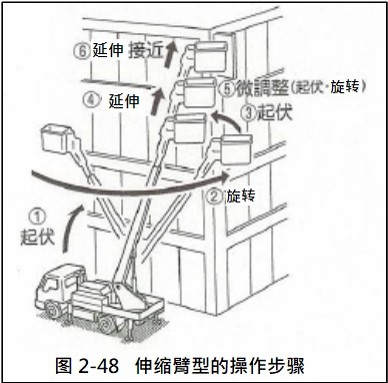 ⑥延伸 接近
⑤微調整(起伏·旋转)
④ 延伸
③起伏
②旋转
①
起伏
图 2-48 伸缩臂型的操作步骤